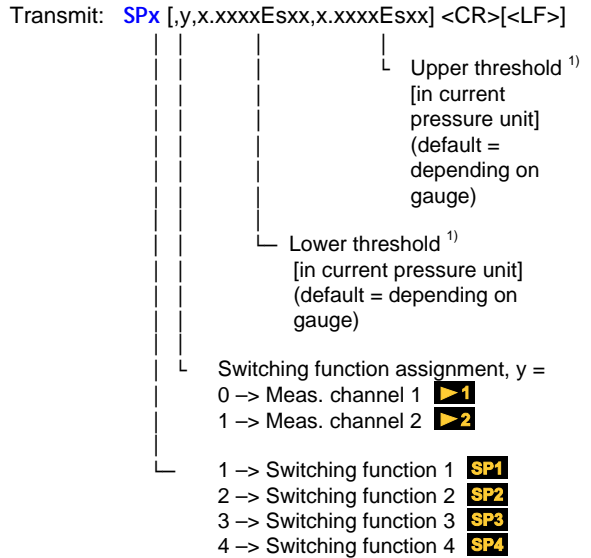 Transmit: SPx [,y,x.xxxxEsxx,x.xxxxEsxx] <CR>[<LF>]
Upper threshold 1)
[in current
pressure unit]
(default =
depending on
gauge)
Lower threshold 1)
[in current pressure unit]
(default = depending on
gauge)
Switching function assignment, y =
0 –> Meas. channel 1 ►1
1 –> Meas. channel 2 ►2
1 –> Switching function 1 SP1
2 –> Switching function 2 SP2
3 –> Switching function 3 SP3
4 –> Switching function 4 SP4